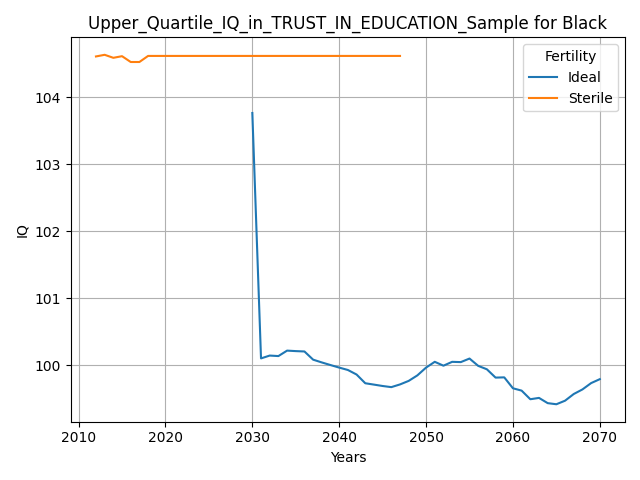 Upper_Quartile_IQ_in_TRUST_IN_EDUCATION_Sample for Black
Fertility
Ideal
Sterile
104
103
102
101
100
IQ
2010 2020 2030 2040 2050 2060 2070
Years